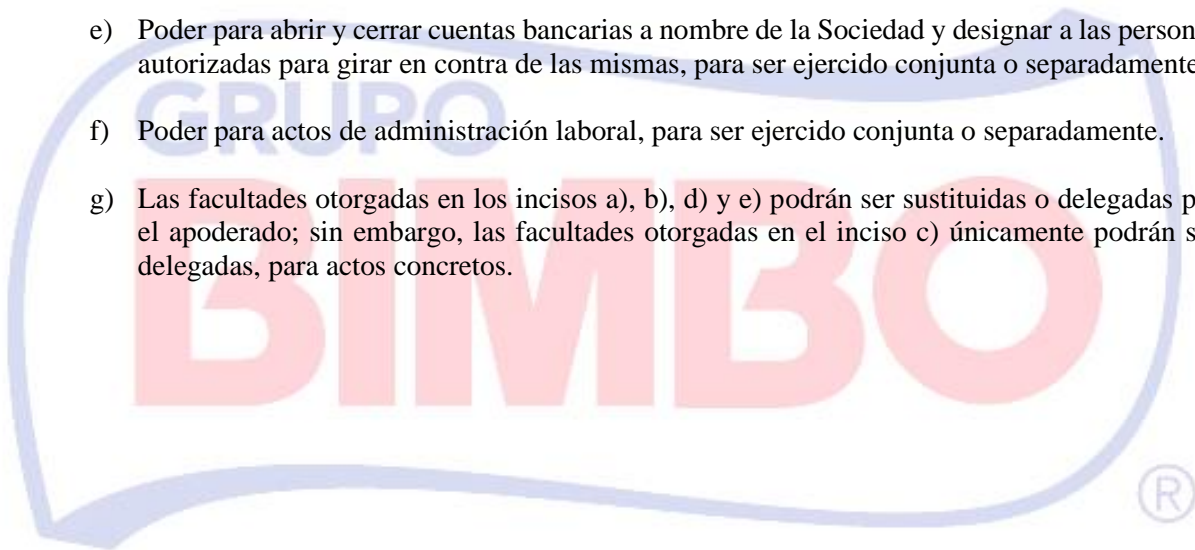 e) Poder para abrir y cerrar cuentas bancarias a nombre de la Sociedad y designar a las person
autorizadas para girar en contra de las mismas, para ser ejercido conjunta o separadamente
f) Poder para actos de administración laboral, para ser ejercido conjunta o separadamente.
g) Las facultades otorgadas en los incisos a), b), d) y e) podrán ser sustituidas o delegadas p
el apoderado; sin embargo, las facultades otorgadas en el inciso c) únicamente podrán s
delegadas, para actos concretos.
GRUPO
BIMBO
®